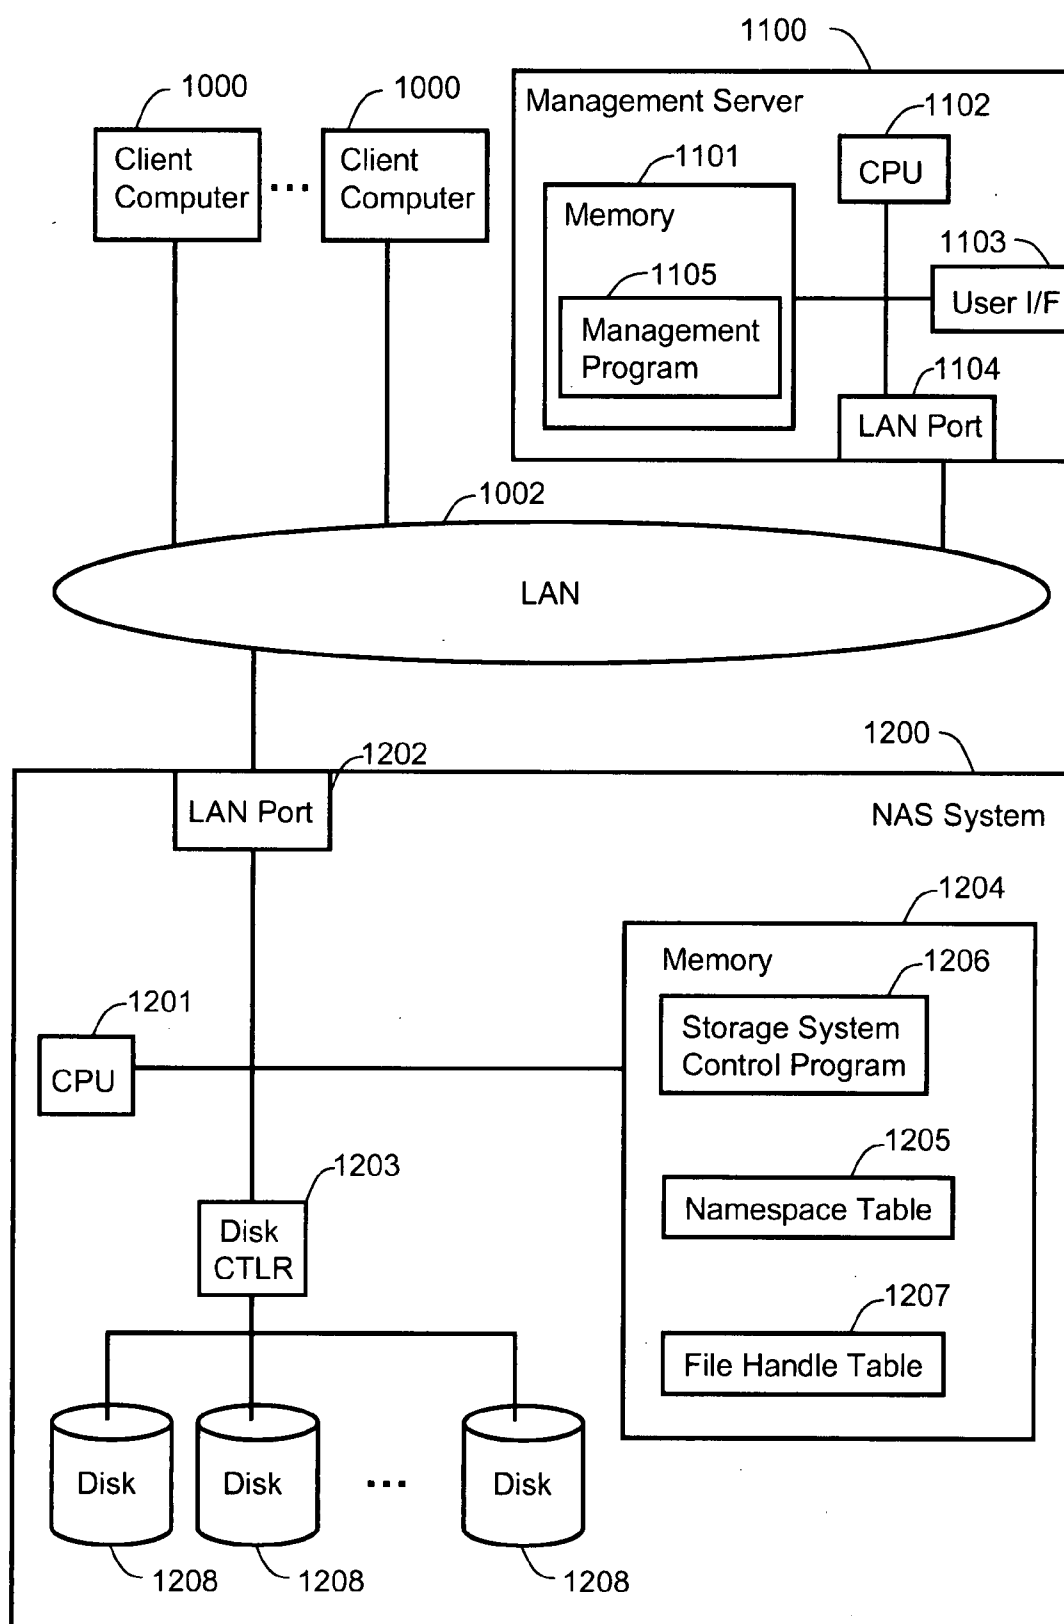 1100
1000
1000
Management Server
1102
Client
Computer
...
Client
Computer
1101
CPU
Memory
1103
1105
User I/F
Management
Program
1104
LAN Port
1002
LAN
1202
1200
LAN Port
NAS System
1204
Memory
1206
1201
Storage System
Control Program
CPU
1205
1203
Namespace Table
Disk
CTLR
1207
File Handle Table
Disk
Disk
...
Disk
1208
1208
1208